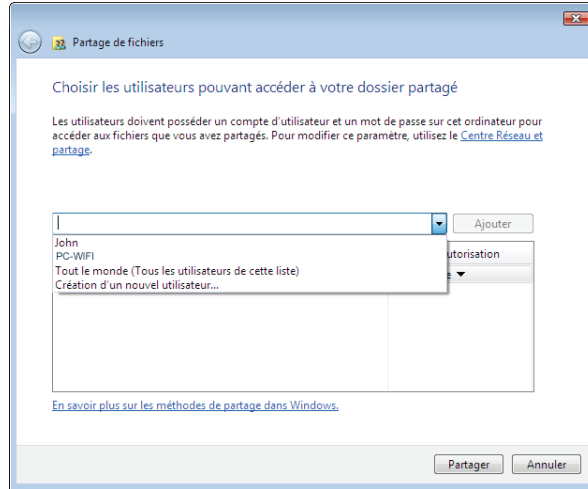 Partage de fichiers
Choisir les utilisateurs pouvant accéder à votre dossier partagé
Les utilisateurs doivent posséder un compte d'utilisateur et un mot de passe sur cet ordinateur pour
accéder aux fichiers que vous avez partagés. Pour modifier ce paramètre, utilisez le Centre Réseau et
partage.
Ajouter
John
PC-WIFI
Tout le monde (Tous les utilisateurs de cette liste)
Création d'un nouvel utilisateur...
utorisation
e
En savoir plus sur les méthodes de partage dans Windows.
Partager Annuler